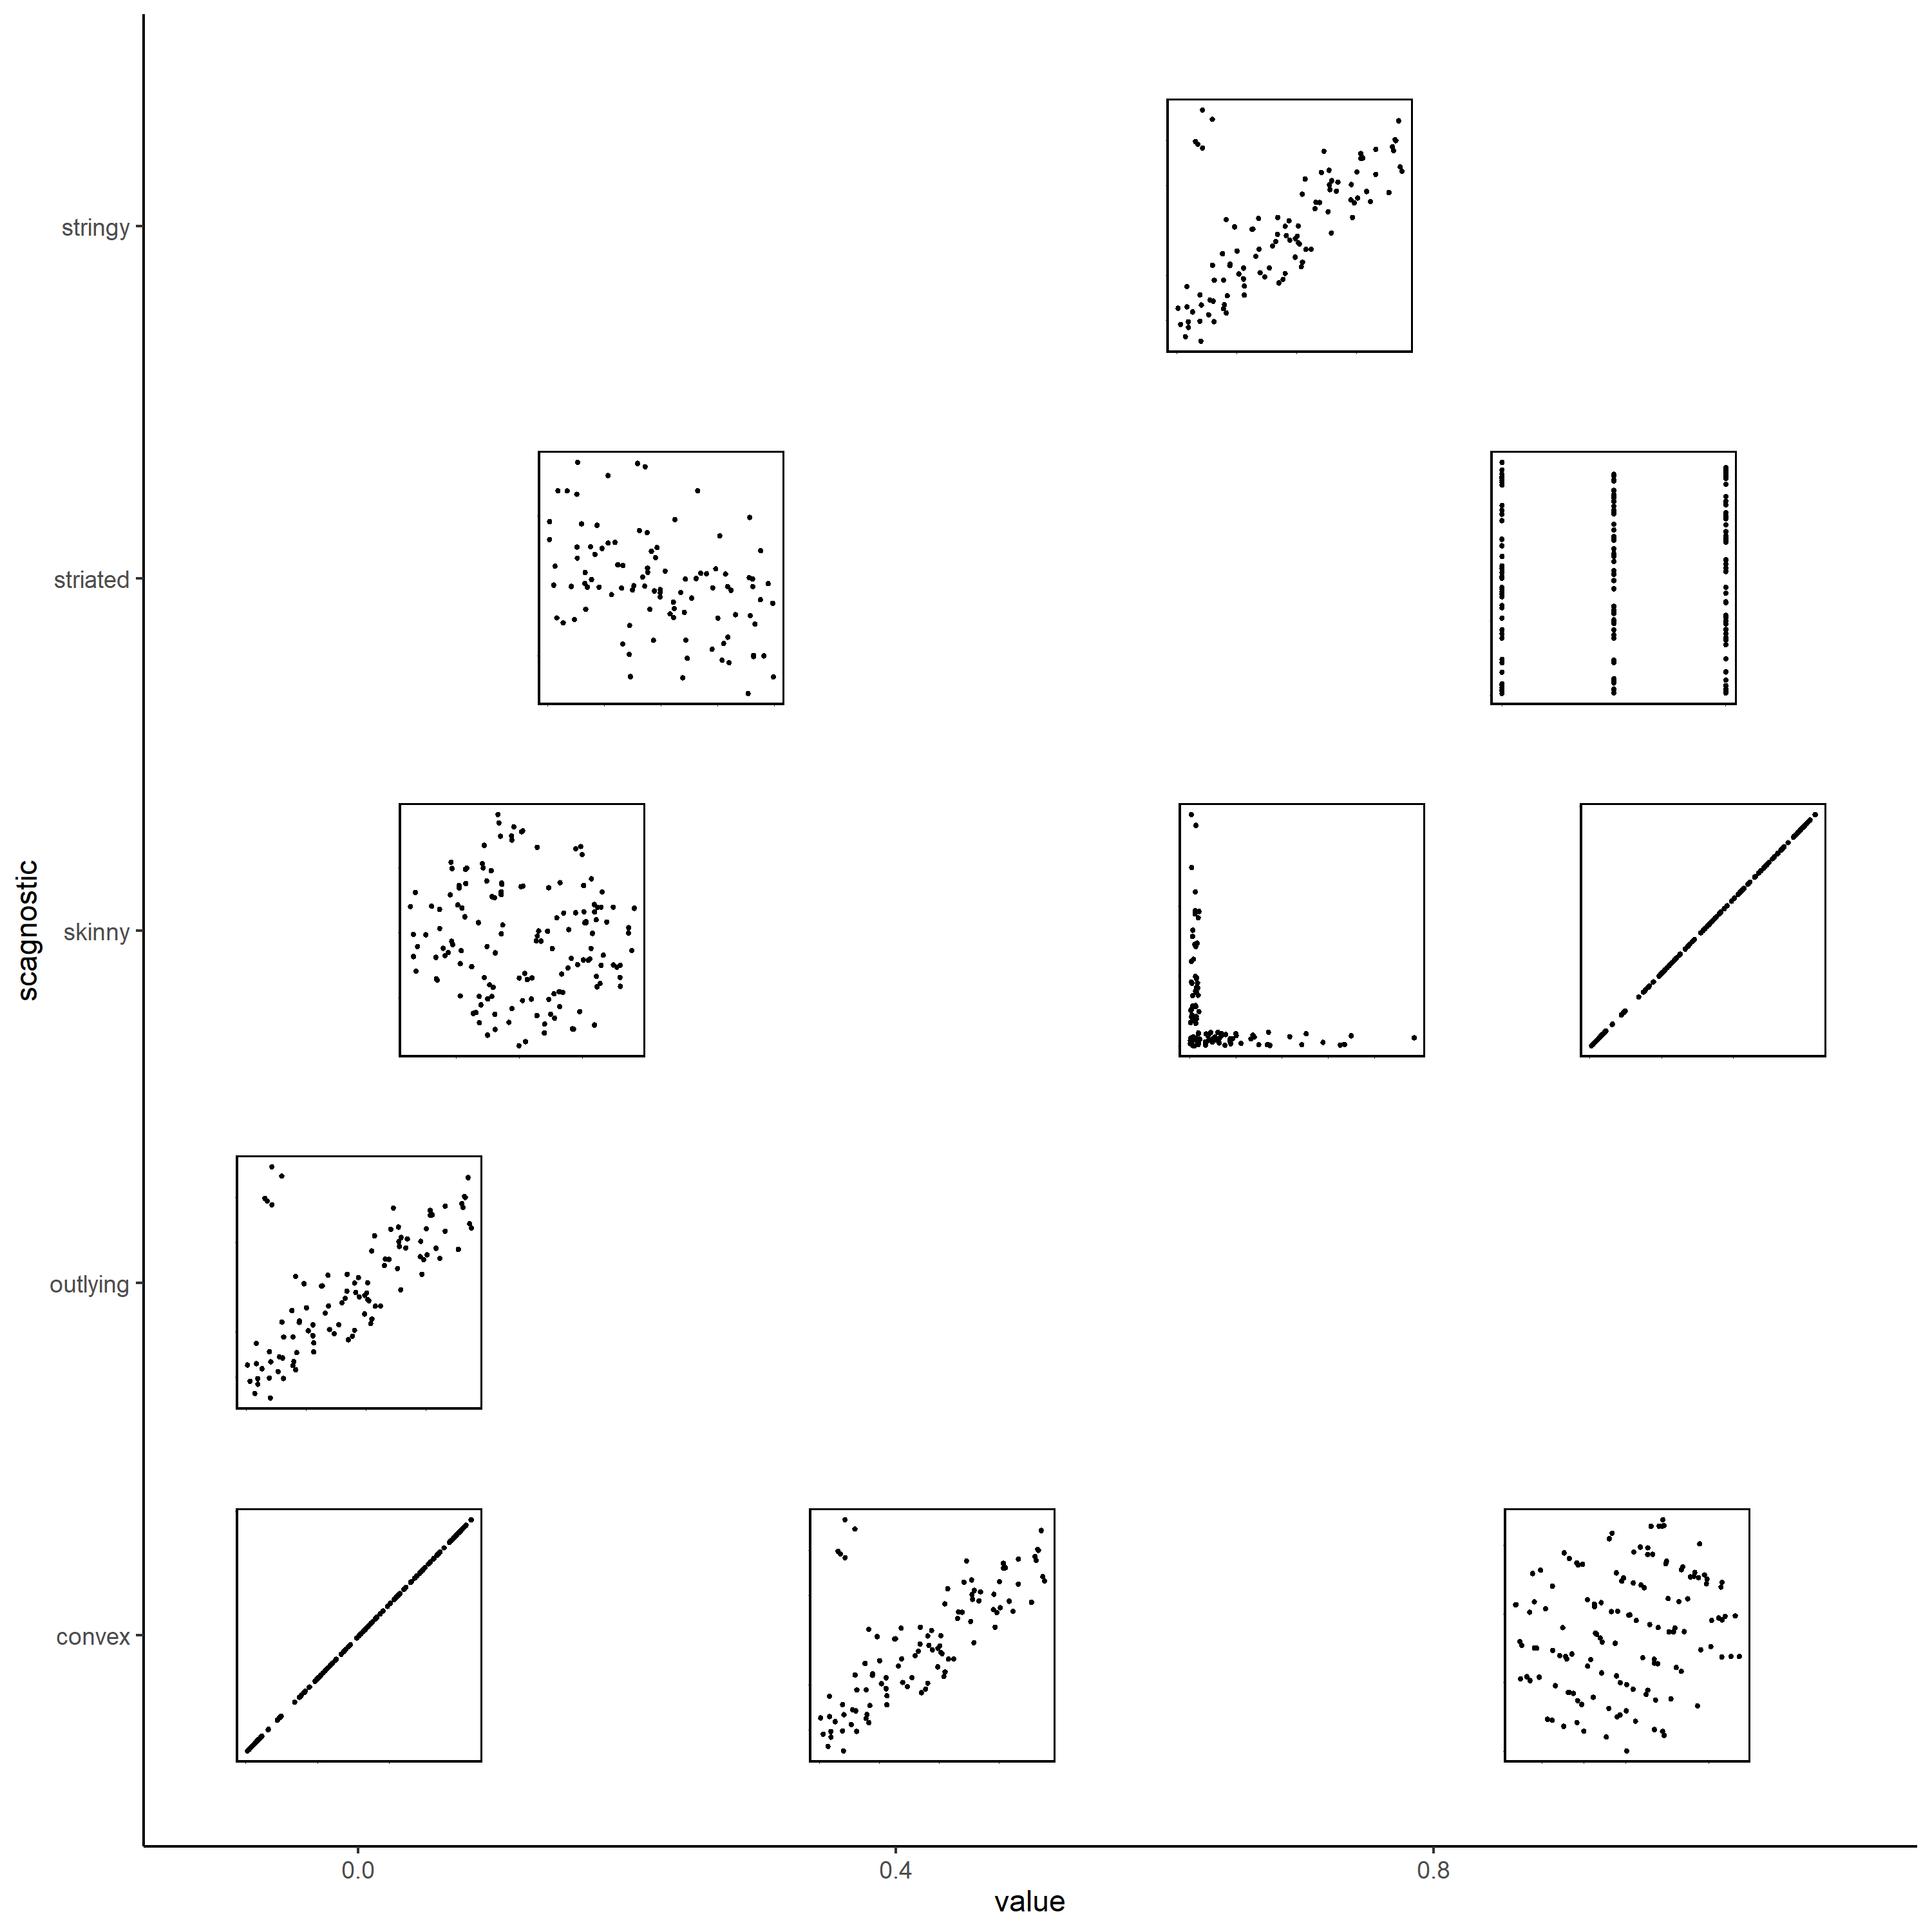 stringy
striated
skinny
outlying
convex
scagnostic
0.0
0.4
0.8
value